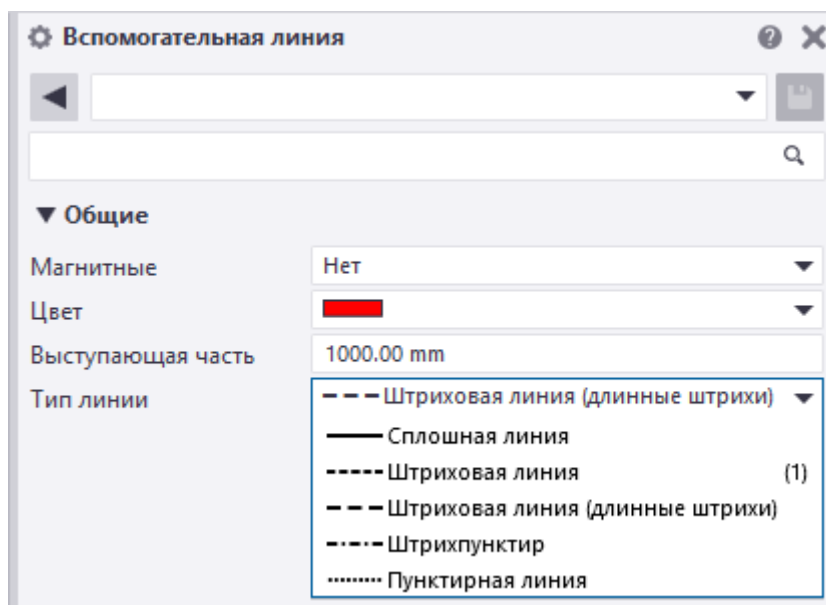 Вспомогательная линия
Общие
Магнитные Нет
Цвет
Выступающая часть 1000.00 mm
Тип линии Штриховая линия (длинные штрихи)
Сплошная линия
Штриховая линия (1)
Штриховая линия (длинные штрихи)
Штрихпунктир
Пунктирная линия